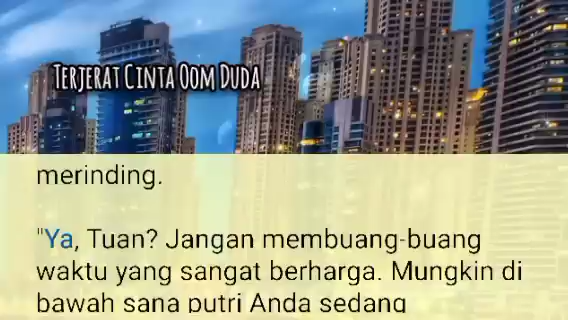 Terjerat Cinta Oom Duda
merinding.
"Ya, Tuan? Jangan membuang-buang
waktu yang sangat berharga. Mungkin di
bawah sana putri Anda sedang